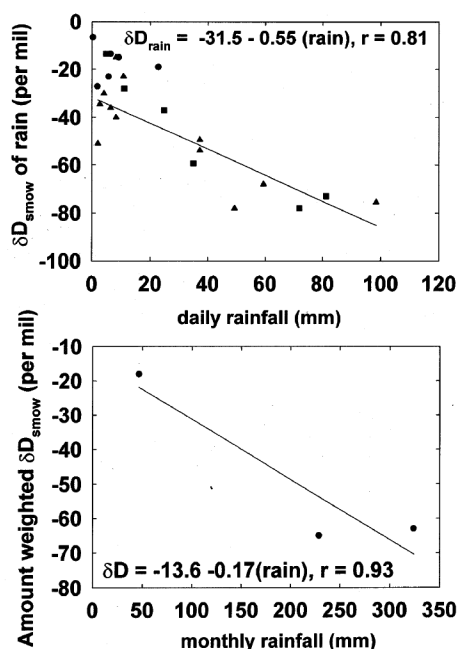 δD_rain = -31.5 - 0.55 (rain), r = 0.81
0
-20
-40
-60
-80
-100
δD_smow of rain (per mil)
0 20 40 60 80 100 120
daily rainfall (mm)
-10
-20
-30
-40
-50
-60
-70
-80
Amount weighted δD_smow (per mil)
δD = -13.6 -0.17(rain), r = 0.93
0 50 100 150 200 250 300 350
monthly rainfall (mm)